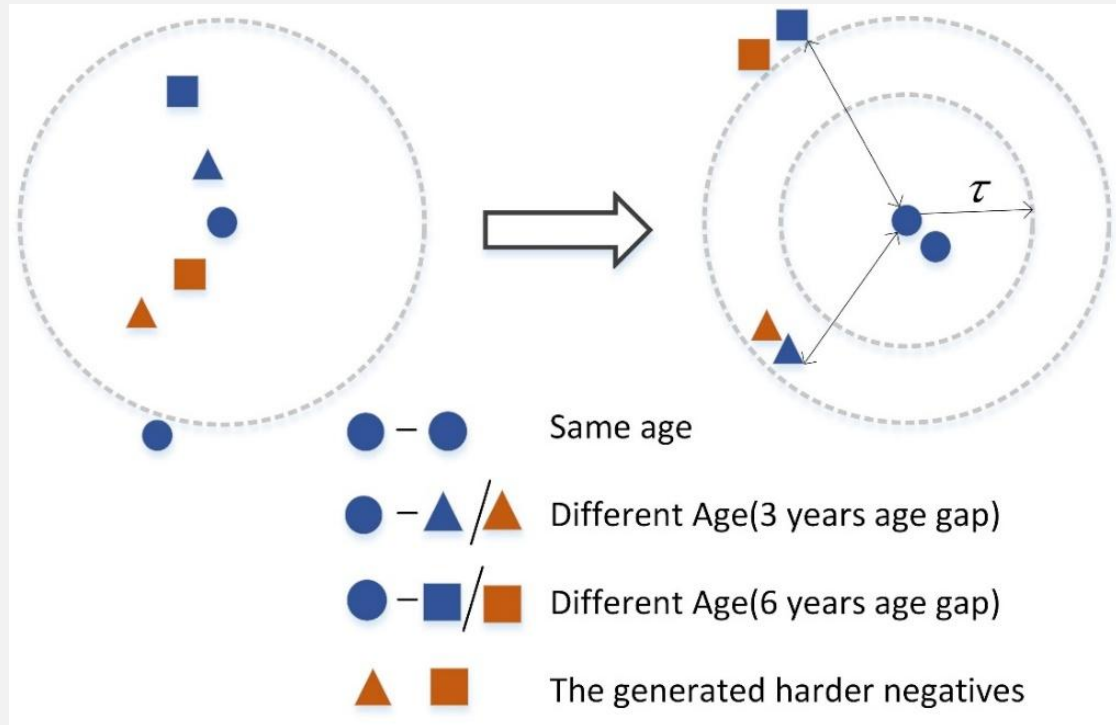 τ
Same age
Different Age(3 years age gap)
Different Age(6 years age gap)
The generated harder negatives